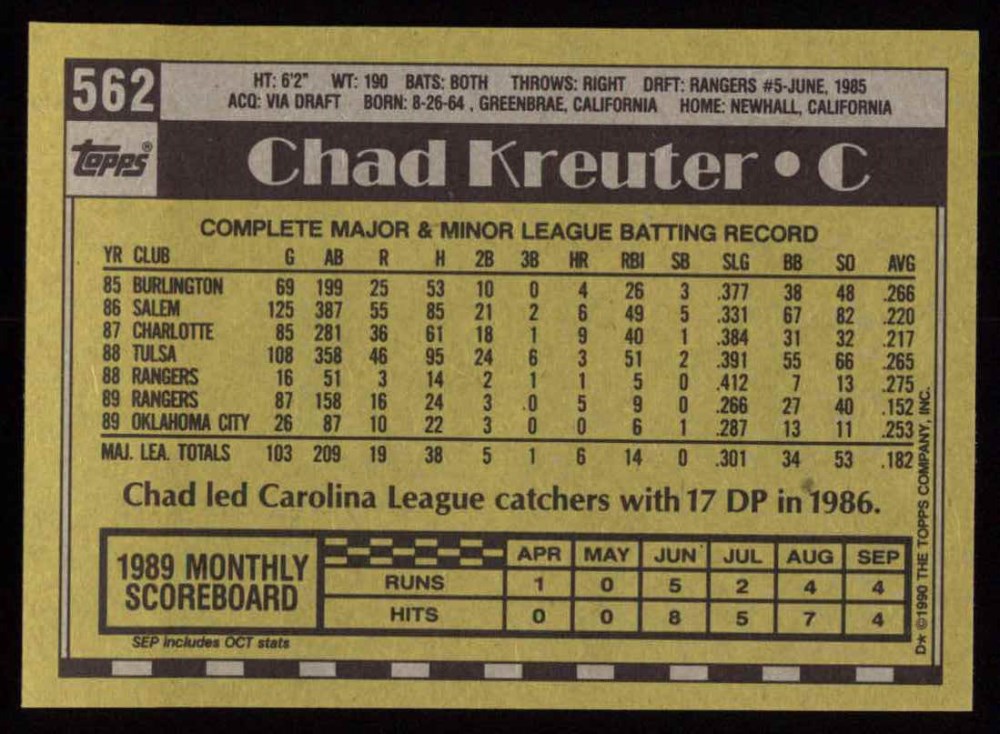 562
HT: 6'2" WT: 190 BATS: BOTH THROWS: RIGHT DRFT: RANGERS #5-JUNE, 1985
ACQ: VIA DRAFT BORN: 8-26-64 , GREENBRAE, CALIFORNIA HOME: NEWHALL, CALIFORNIA
topps®
Chad Kreuter • C
COMPLETE MAJOR & MINOR LEAGUE BATTING RECORD
YR CLUB G AB R H 2B 3B HR RBI SB SLG BB SO AVG
85 BURLINGTON 69 199 25 53 10 0 4 26 3 .377 38 48 .266
86 SALEM 125 387 55 85 21 2 6 49 5 .331 67 82 .220
87 CHARLOTTE 85 281 36 61 18 1 9 40 1 .384 31 32 .217
88 TULSA 108 358 46 95 24 6 3 51 2 .391 55 66 .265
88 RANGERS 16 51 3 14 2 1 1 5 0 .412 7 13 .275
89 RANGERS 87 158 16 24 3 .0 5 9 0 .266 27 40 .152
89 OKLAHOMA CITY 26 87 10 22 3 0 0 6 1 .287 13 11 .253
MAJ. LEA. TOTALS 103 209 19 38 5 1 6 14 0 .301 34 53 .182
Chad led Carolina League catchers with 17 DP in 1986.
1989 MONTHLY
SCOREBOARD
APR MAY JUN JUL AUG SEP
RUNS 1 0 5 2 4 4
HITS 0 0 8 5 7 4
SEP includes OCT stats
D* ©1990 THE TOPPS COMPANY, INC.